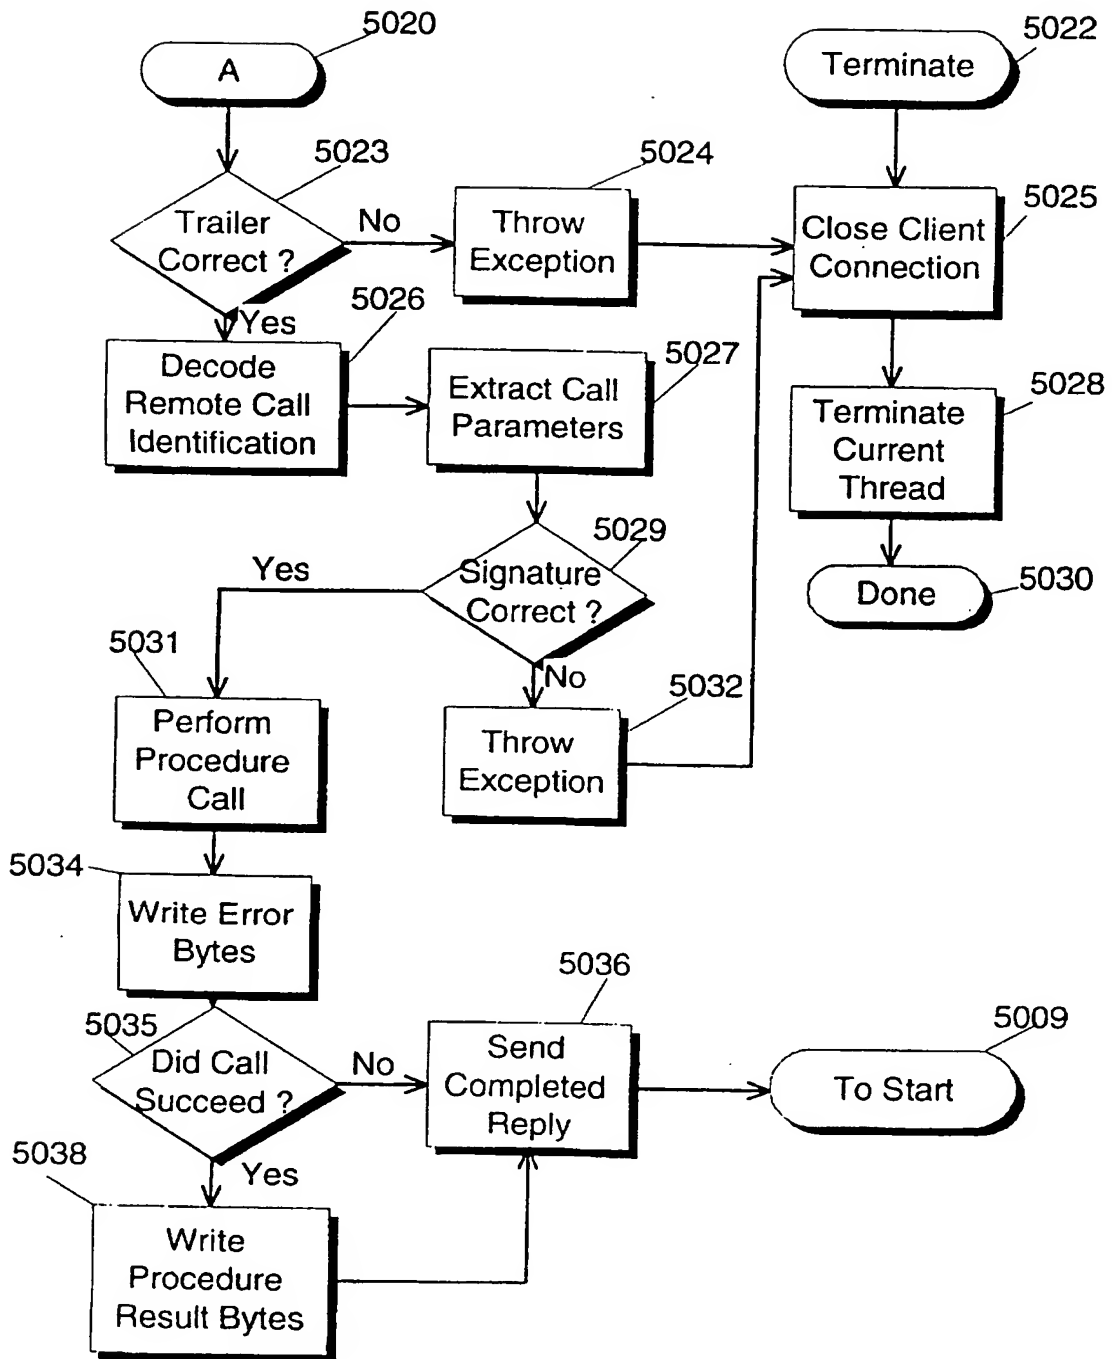 5020
A
5022
Terminate
5023
Trailer
Correct ?
No
5024
Throw
Exception
5025
Close Client
Connection
Yes
5026
Decode
Remote Call
Identification
5027
Extract Call
Parameters
5028
Terminate
Current
Thread
5029
Signature
Correct ?
Yes
No
5030
Done
5031
Perform
Procedure
Call
5032
Throw
Exception
5034
Write Error
Bytes
5035
Did Call
Succeed ?
No
Yes
5036
Send
Completed
Reply
5009
To Start
5038
Write
Procedure
Result Bytes